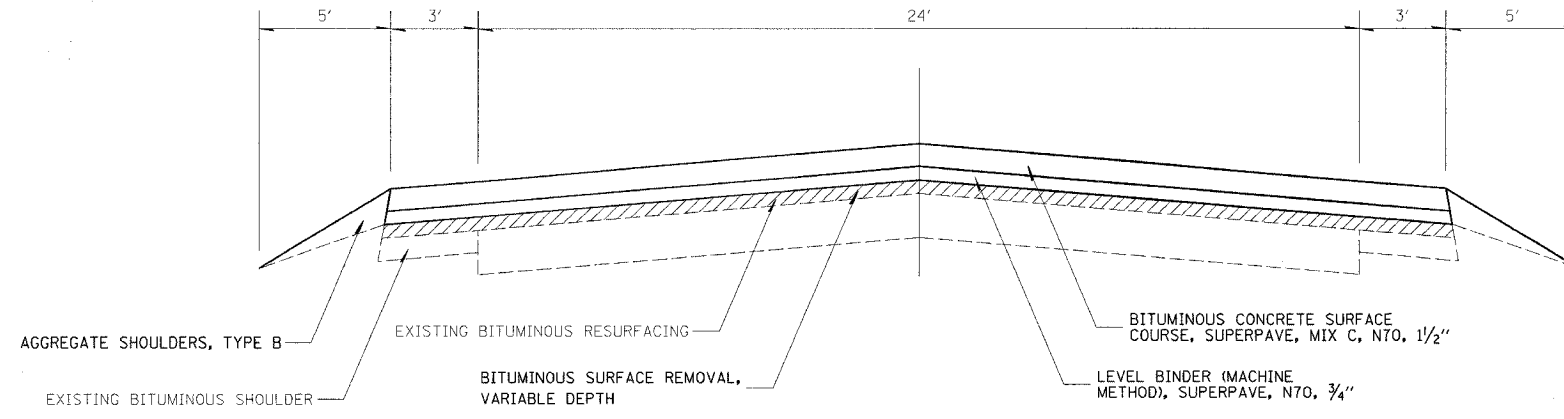 5' 3' 24' 3' 5'
AGGREGATE SHOULDERS, TYPE B
EXISTING BITUMINOUS SHOULDER
EXISTING BITUMINOUS RESURFACING
BITUMINOUS SURFACE REMOVAL,
VARIABLE DEPTH
BITUMINOUS CONCRETE SURFACE
COURSE, SUPERPAVE, MIX C, N70, 1½"
LEVEL BINDER (MACHINE
METHOD), SUPERPAVE, N70, ¾"